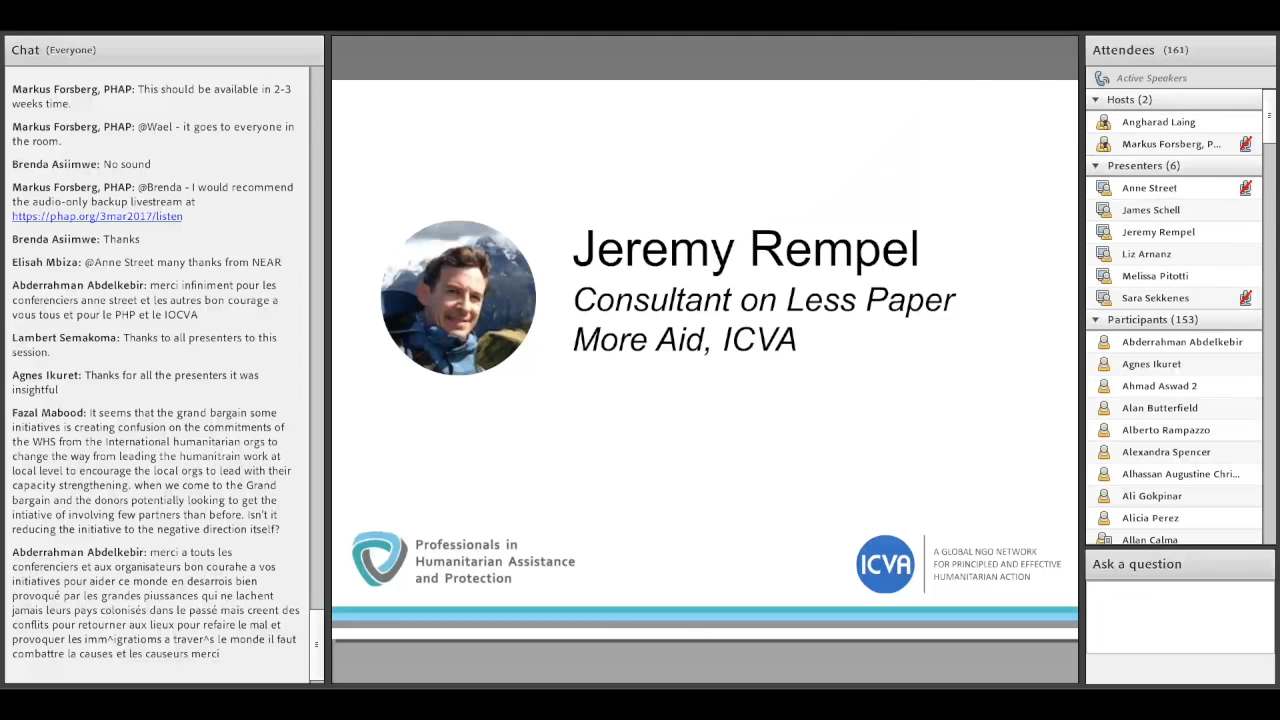 Chat (Everyone)
Markus Forsberg, PHAP: This should be available in 2-3
weeks time.
Markus Forsberg, PHAP: @Wael - it goes to everyone in
the room.
Brenda Asiimwe: No sound
Markus Forsberg, PHAP: @Brenda - I would recommend
the audio-only backup livestream at
https://phap.org/3mar2017/listen
Brenda Asiimwe: Thanks
Elisah Mbiza: @Anne Street many thanks from NEAR
Abderrahman Abdelkebir: merci infiniment pour les
conferenciers anne street et les autres bon courage a
vous tous et pour le PHP et le IOCVA
Lambert Semakoma: Thanks to all presenters to this
session.
Agnes Ikuret: Thanks for all the presenters it was
insightful
Fazal Mabood: It seems that the grand bargain some
initiatives is creating confusion on the commitments of
the WHS from the International humanitarian orgs to
change the way from leading the humanitrain work at
local level to encourage the local orgs to lead with their
capacity strengthening. when we come to the Grand
bargain and the donors potentially looking to get the
intiative of involving few partners than before. Isn't it
reducing the initiative to the negative direction itself?
Abderrahman Abdelkebir: merci a touts les
conferenciers et aux organisateurs bon courahe a vos
initiatives pour aider ce monde en desarrois bien
provoqué par les grandes piussances qui ne lachent
jamais leurs pays colonisés dans le passé mais creent des
conflits pour retourner aux lieux pour refaire le mal et
provoquer les imm^igratioms a traver^s le monde il faut
combattre la causes et les causeurs merci
Jeremy Rempel
Consultant on Less Paper
More Aid, ICVA
Professionals in
Humanitarian Assistance
and Protection
ICVA
A GLOBAL NGO NETWORK
FOR PRINCIPLED AND EFFECTIVE
HUMANITARIAN ACTION
Attendees (161)
Active Speakers
Hosts (2)
Angharad Laing
Markus Forsberg, P...
Presenters (6)
Anne Street
James Schell
Jeremy Rempel
Liz Arnanz
Melissa Pitotti
Sara Sekkenes
Participants (153)
Abderrahman Abdelkebir
Agnes Ikuret
Ahmad Aswad 2
Alan Butterfield
Alberto Rampazzo
Alexandra Spencer
Alhassan Augustine Chri...
Ali Gokpinar
Alicia Perez
Allan Calma
Ask a question